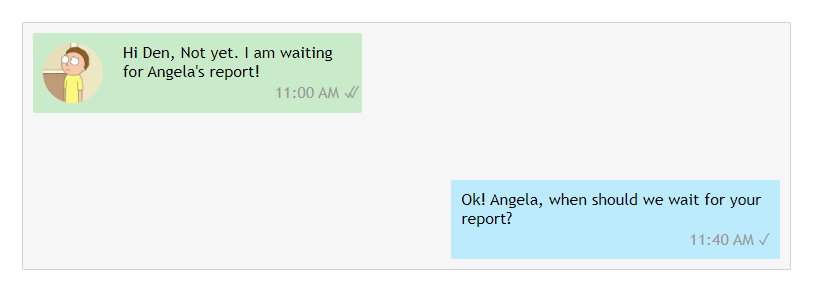 Hi Den, Not yet. I am waiting
for Angela's report!
11:00 AM ✓✓
Ok! Angela, when should we wait for your
report?
11:40 AM ✓